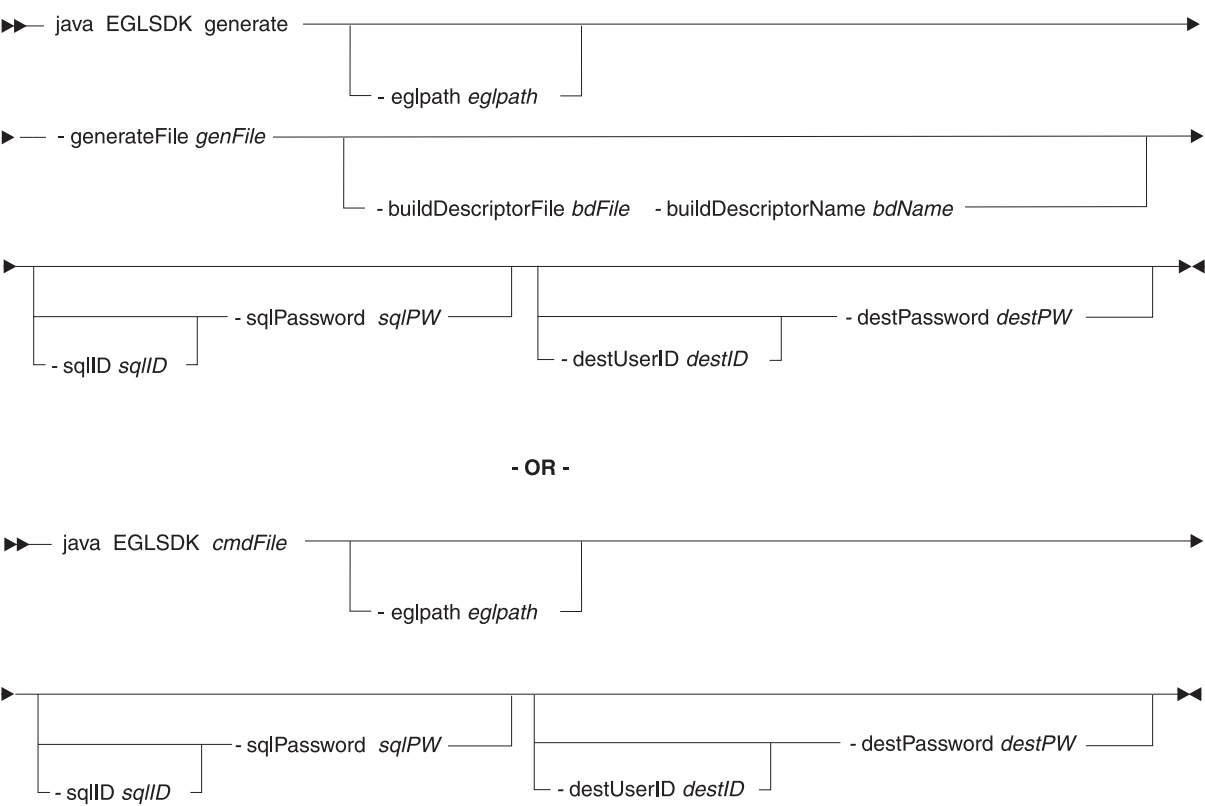 java EGLSDK generate
- eglpath eglpath
- generateFile genFile
- buildDescriptorFile bdFile - buildDescriptorName bdName
- sqlPassword sqlPW
- destPassword destPW
- sqlID sqlID
- destUserID destID
- OR -
java EGLSDK cmdFile
- eglpath eglpath
- sqlPassword sqlPW
- destPassword destPW
- sqlID sqlID
- destUserID destID